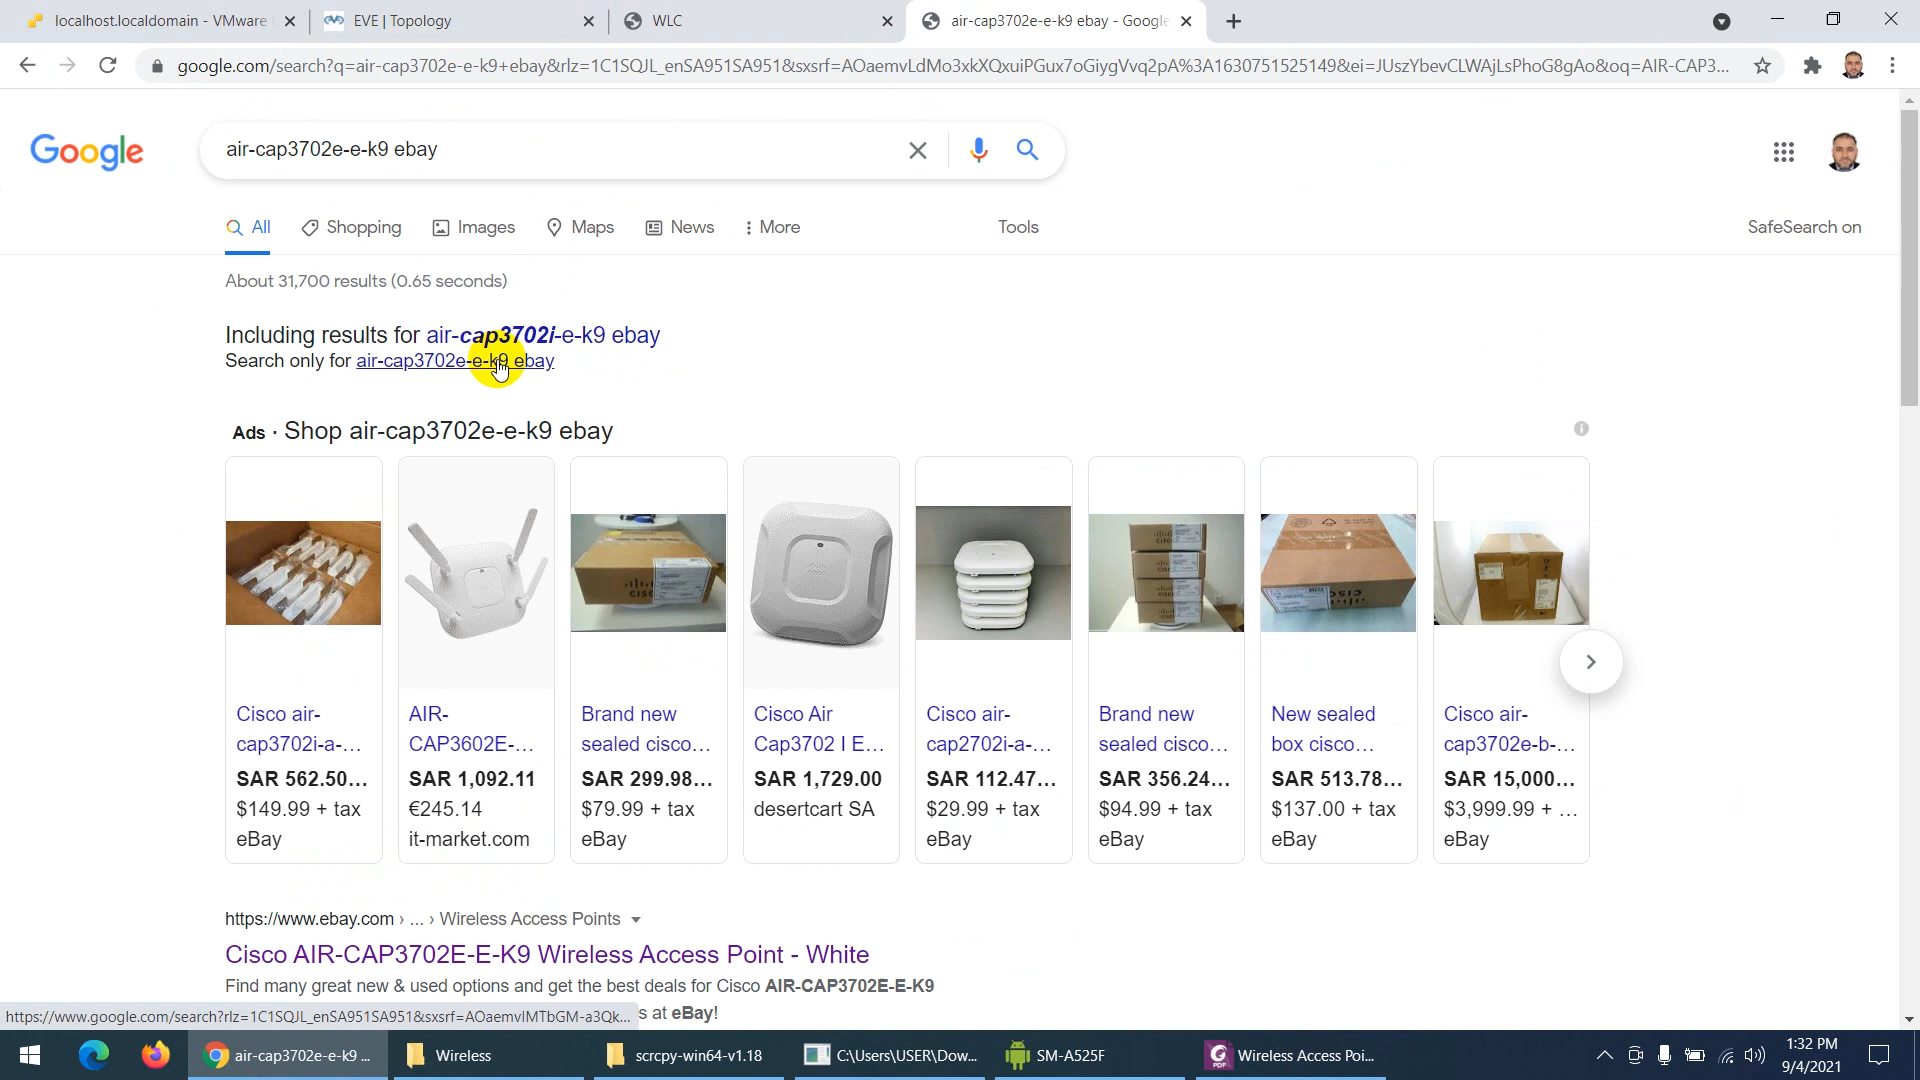 localhost.localdomain - VMware
EVE | Topology
WLC
air-cap3702e-e-k9 ebay - Google
google.com/search?q=air-cap3702e-e-k9+ebay&rlz=1C1SQJL_enSA951SA951&sxsrf=AOaemvLdMo3xkXQxuiPGux7oGiygVvq2pA%3A1630751525149&ei=JUszYbevCLWAjLsPhoG8gAo&oq=AIR-CAP3...
Google
air-cap3702e-e-k9 ebay
All
Shopping
Images
Maps
News
More
Tools
SafeSearch on
About 31,700 results (0.65 seconds)
Including results for air-cap3702i-e-k9 ebay
Search only for air-cap3702e-e-k9 ebay
Ads · Shop air-cap3702e-e-k9 ebay
Cisco air-
cap3702i-a-...
SAR 562.50...
$149.99 + tax
eBay
AIR-
CAP3602E-...
SAR 1,092.11
€245.14
it-market.com
Brand new
sealed cisco...
SAR 299.98...
$79.99 + tax
eBay
Cisco Air
Cap3702 I E...
SAR 1,729.00
desertcart SA
Cisco air-
cap2702i-a-...
SAR 112.47...
$29.99 + tax
eBay
Brand new
sealed cisco...
SAR 356.24...
$94.99 + tax
eBay
New sealed
box cisco...
SAR 513.78...
$137.00 + tax
eBay
Cisco air-
cap3702e-b-...
SAR 15,000...
$3,999.99 + ...
eBay
https://www.ebay.com › ... › Wireless Access Points
Cisco AIR-CAP3702E-E-K9 Wireless Access Point - White
Find many great new & used options and get the best deals for Cisco AIR-CAP3702E-E-K9
s at eBay!
https://www.google.com/search?rlz=1C1SQJL_enSA951SA951&sxsrf=AOaemvIMTbGM-a3Qk...
air-cap3702e-e-k9 ...
Wireless
scrcpy-win64-v1.18
C:\Users\USER\Dow...
SM-A525F
Wireless Access Poi...
1:32 PM
9/4/2021